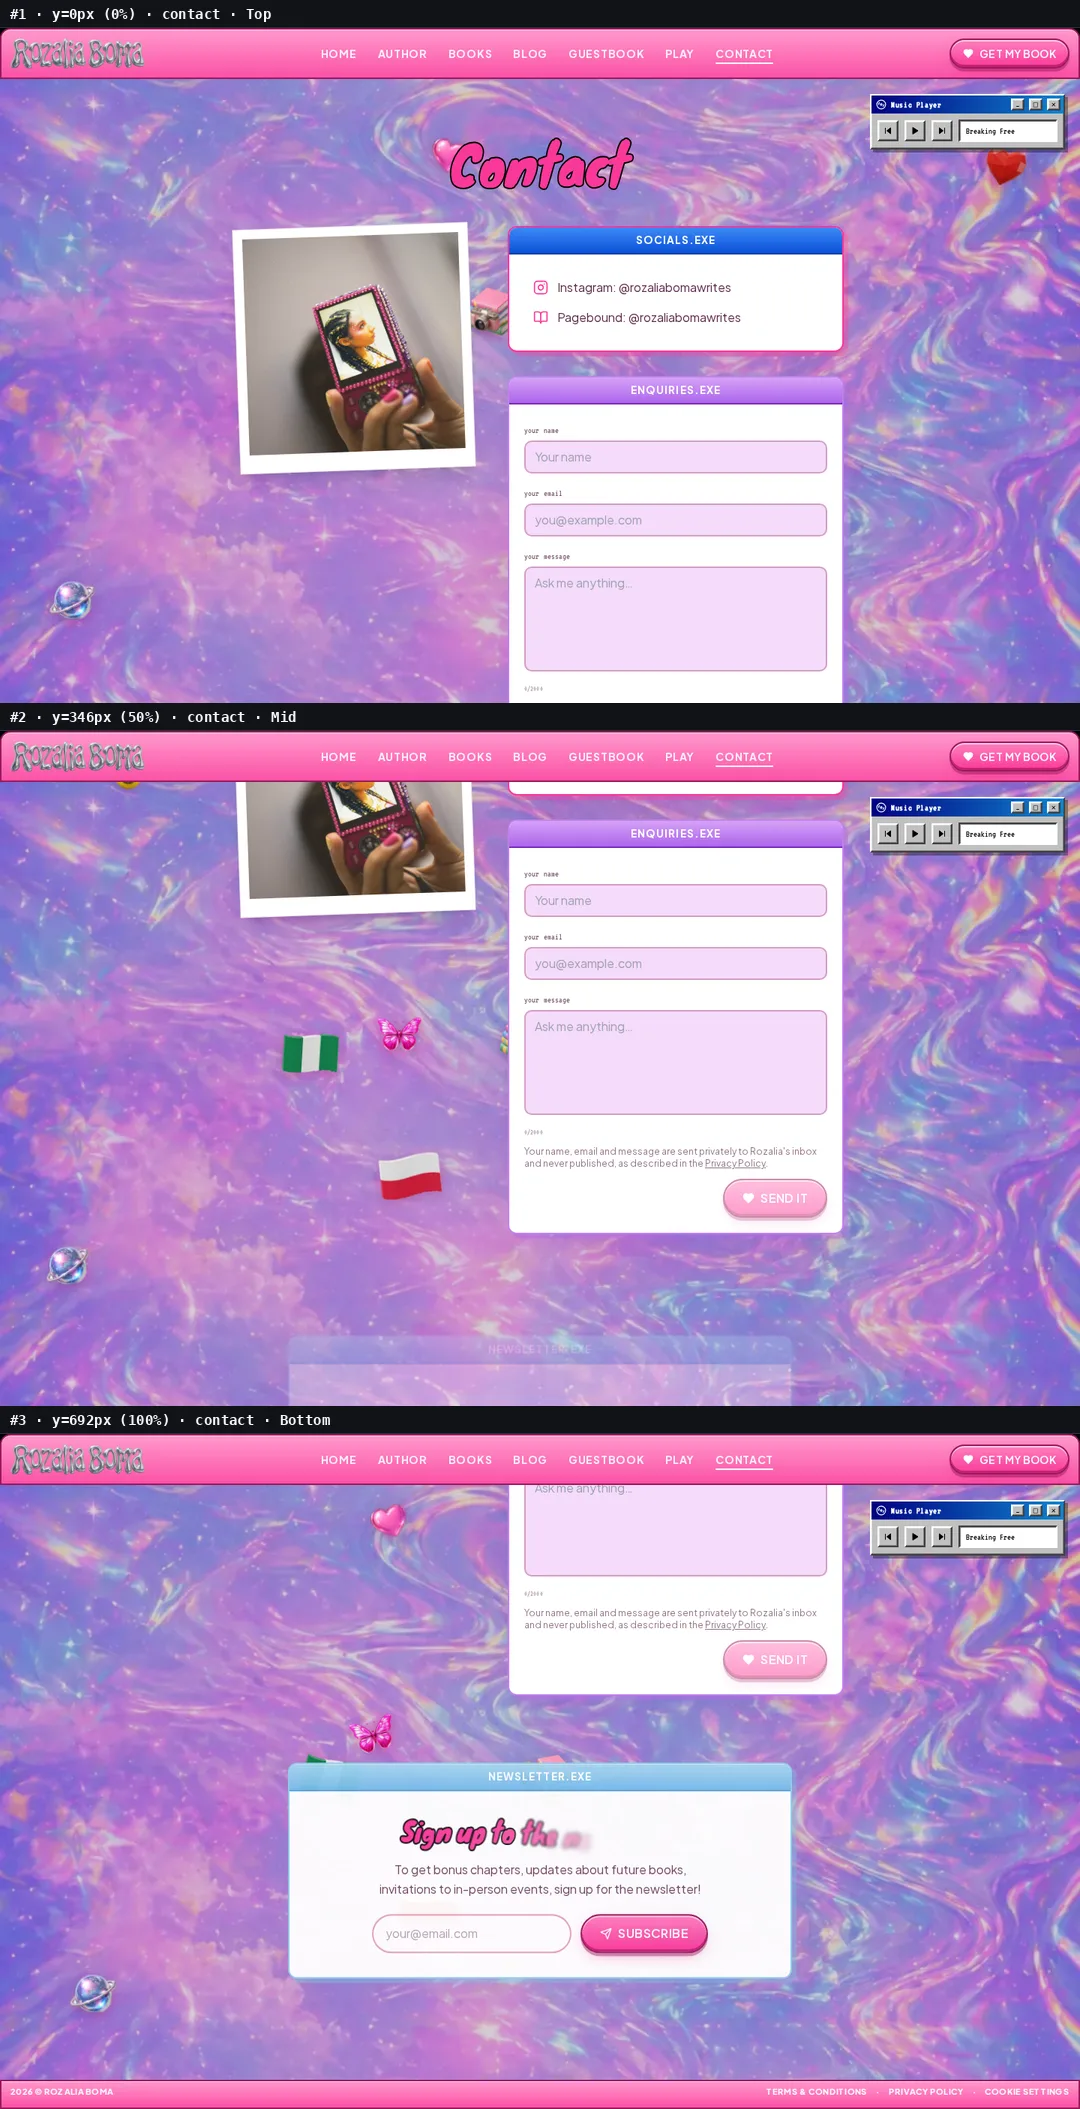 #1 · y=0px (0%) · contact · Top
Rozalia Boma
HOME AUTHOR BOOKS BLOG GUESTBOOK PLAY CONTACT
GET MY BOOK
Music Player
Breaking Free
Contact
SOCIALS.EXE
Instagram: @rozaliabomawrites
Pagebound: @rozaliabomawrites
ENQUIRIES.EXE
your name
Your name
your email
you@example.com
your message
Ask me anything...
0/2000
#2 · y=346px (50%) · contact · Mid
Rozalia Boma
HOME AUTHOR BOOKS BLOG GUESTBOOK PLAY CONTACT
GET MY BOOK
Music Player
Breaking Free
ENQUIRIES.EXE
your name
Your name
your email
you@example.com
your message
Ask me anything...
0/2000
Your name, email and message are sent privately to Rozalia's inbox
and never published, as described in the Privacy Policy.
SEND IT
NEWSLETTER.EXE
#3 · y=692px (100%) · contact · Bottom
Rozalia Boma
HOME AUTHOR BOOKS BLOG GUESTBOOK PLAY CONTACT
GET MY BOOK
Music Player
Breaking Free
Ask me anything...
0/2000
Your name, email and message are sent privately to Rozalia's inbox
and never published, as described in the Privacy Policy.
SEND IT
NEWSLETTER.EXE
Sign up to the
To get bonus chapters, updates about future books,
invitations to in-person events, sign up for the newsletter!
your@email.com
SUBSCRIBE
2026 © ROZALIA BOMA
TERMS & CONDITIONS · PRIVACY POLICY · COOKIE SETTINGS